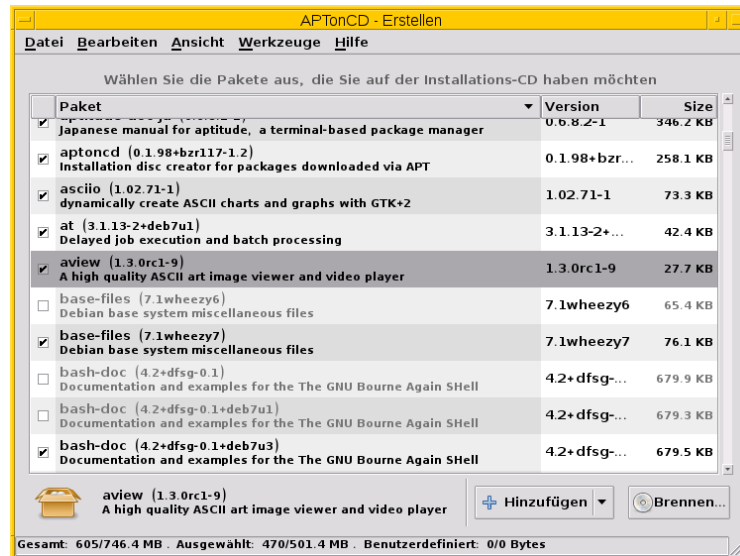 APTonCD - Erstellen
Datei Bearbeiten Ansicht Werkzeuge Hilfe
Wählen Sie die Pakete aus, die Sie auf der Installations-CD haben möchten
Paket Version Size
0.6.8.2-1 346.2 KB
Japanese manual for aptitude, a terminal-based package manager
aptoncd (0.1.98+bzr117-1.2)
Installation disc creator for packages downloaded via APT
0.1.98+bzr... 258.1 KB
asciio (1.02.71-1)
dynamically create ASCII charts and graphs with GTK+2
1.02.71-1 73.3 KB
at (3.1.13-2+deb7u1)
Delayed job execution and batch processing
3.1.13-2+... 42.4 KB
aview (1.3.0rc1-9)
A high quality ASCII art image viewer and video player
1.3.0rc1-9 27.7 KB
base-files (7.1wheezy6)
Debian base system miscellaneous files
7.1wheezy6 65.4 KB
base-files (7.1wheezy7)
Debian base system miscellaneous files
7.1wheezy7 76.1 KB
bash-doc (4.2+dfsg-0.1)
Documentation and examples for the The GNU Bourne Again SHell
4.2+dfsg-... 679.9 KB
bash-doc (4.2+dfsg-0.1+deb7u1)
Documentation and examples for the The GNU Bourne Again SHell
4.2+dfsg-... 679.3 KB
bash-doc (4.2+dfsg-0.1+deb7u3)
Documentation and examples for the The GNU Bourne Again SHell
4.2+dfsg-... 679.5 KB
aview (1.3.0rc1-9)
A high quality ASCII art image viewer and video player
Hinzufügen Brennen...
Gesamt: 605/746.4 MB . Ausgewählt: 470/501.4 MB . Benutzerdefiniert: 0/0 Bytes